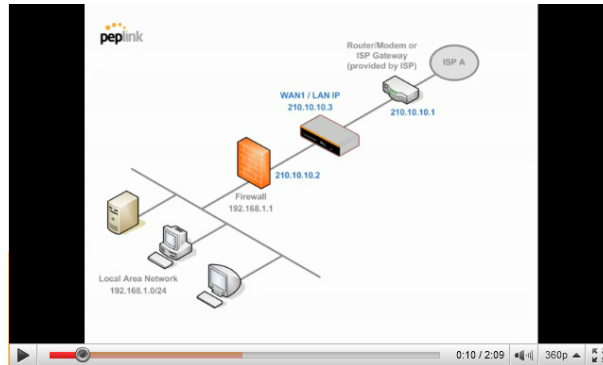 peplink
Router/Modem or
ISP Gateway
(provided by ISP)
ISP A
WAN1 / LAN IP
210.10.10.3
210.10.10.1
210.10.10.2
Firewall
192.168.1.1
Local Area Network
192.168.1.0/24
0:10 / 2:09
360p